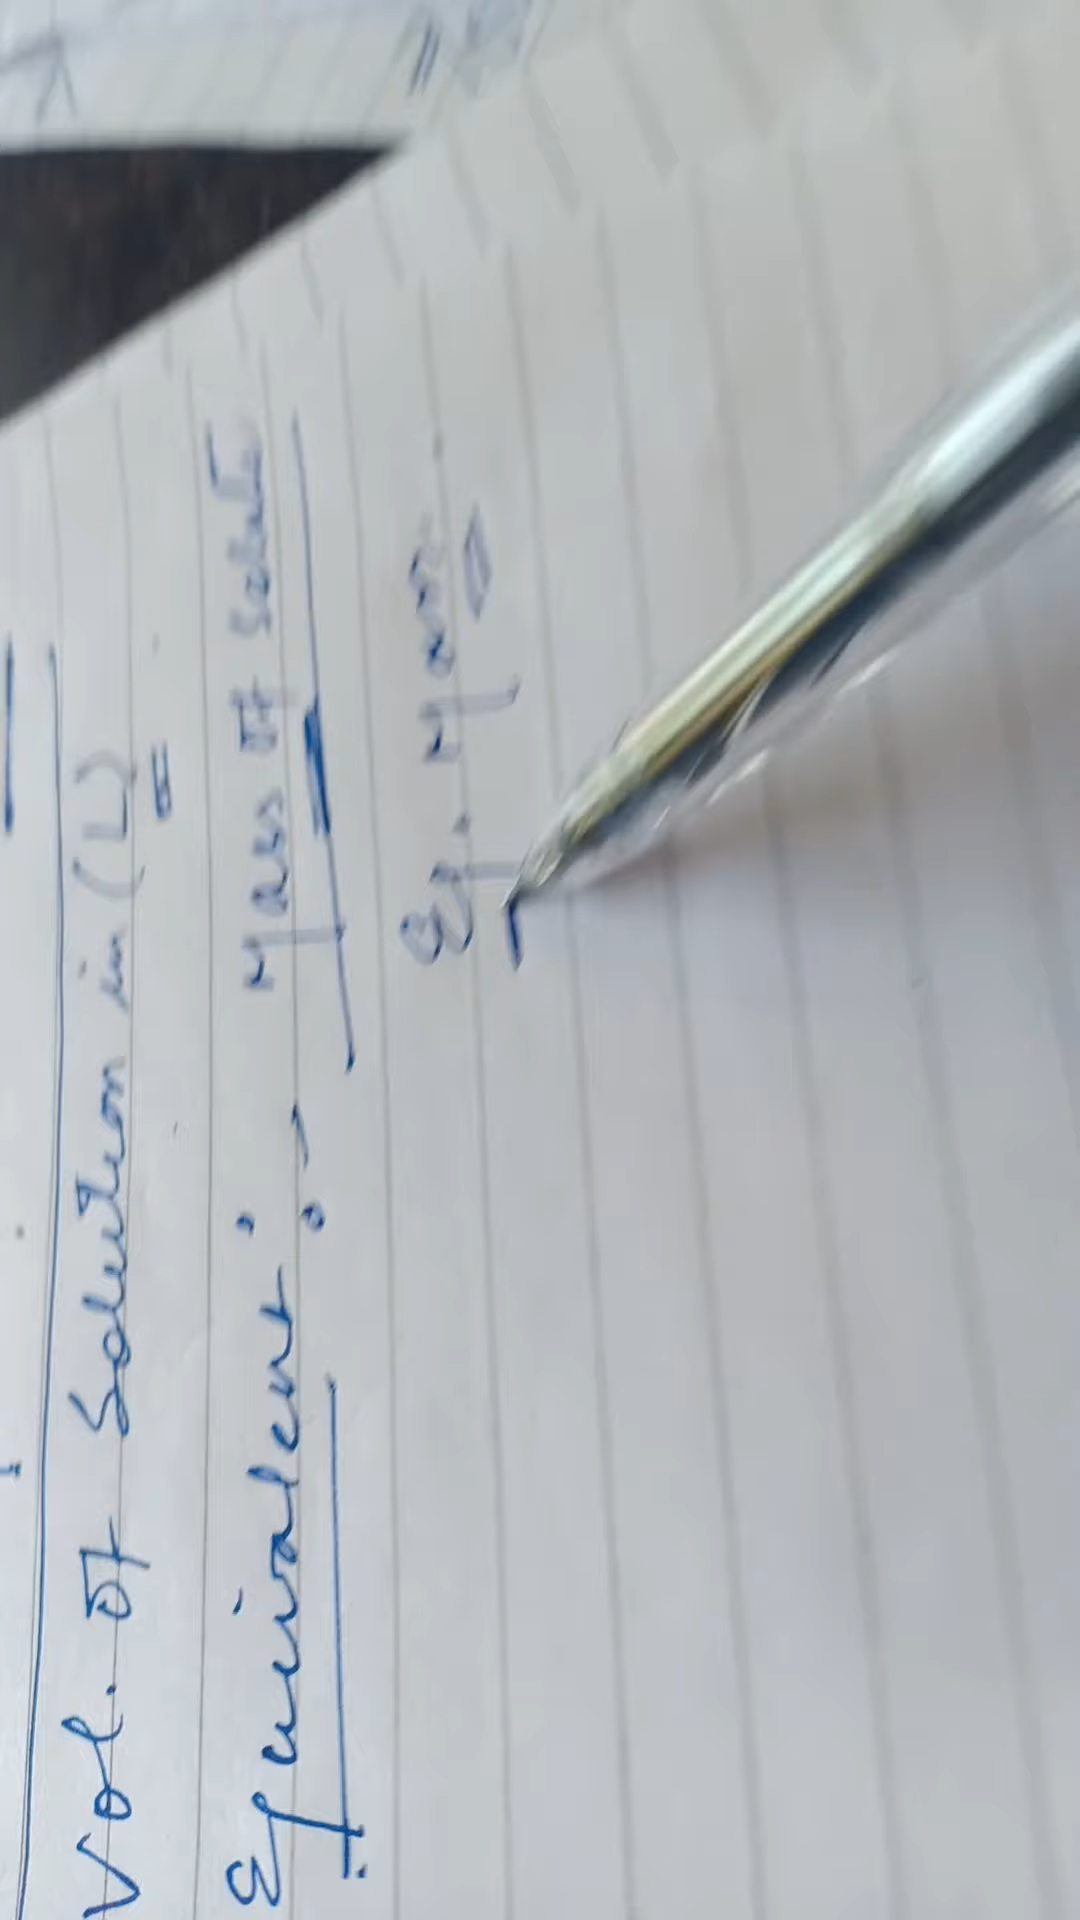 Vol. of Solution in (L)
Equivalent : → Mass of Solute
Eq. Mass